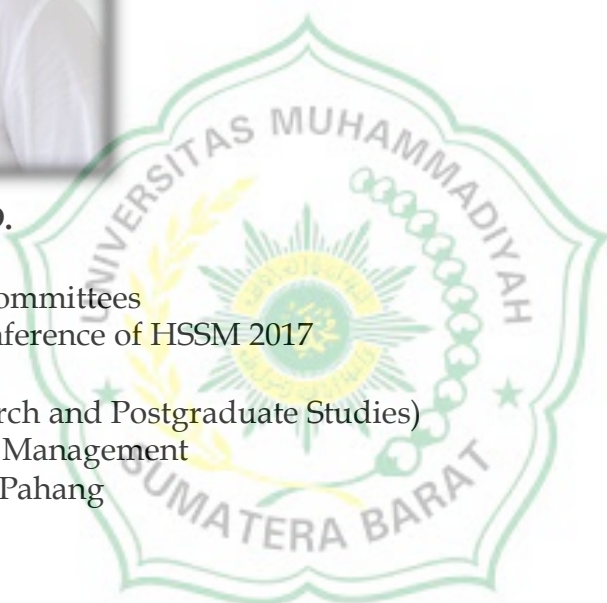 D.
ommittees
nference of HSSM 2017
rch and Postgraduate Studies)
Management
Pahang
UNIVERSITAS MUHAMMADIYAH
SUMATERA BARAT